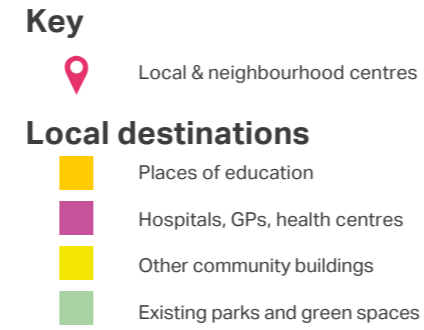 Key
Local & neighbourhood centres
Local destinations
Places of education
Hospitals, GPs, health centres
Other community buildings
Existing parks and green spaces